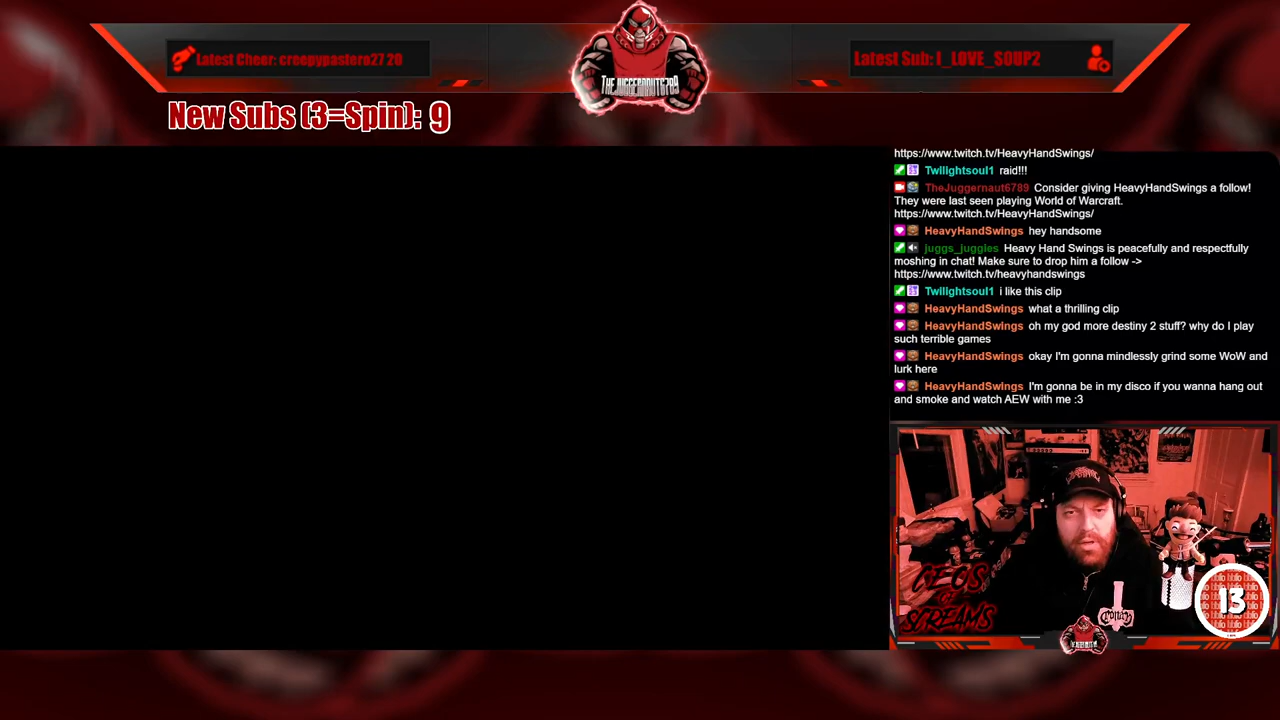 Latest Cheer: creepypastero27 20
THEJUGGERNAUT6789
Latest Sub: I_LOVE_SOUP2
New Subs (3=Spin): 9
https://www.twitch.tv/HeavyHandSwings/
Twilightsoul1 raid!!!
TheJuggernaut6789 Consider giving HeavyHandSwings a follow!
They were last seen playing World of Warcraft.
https://www.twitch.tv/HeavyHandSwings/
HeavyHandSwings hey handsome
juggs_juggies Heavy Hand Swings is peacefully and respectfully
moshing in chat! Make sure to drop him a follow ->
https://www.twitch.tv/heavyhandswings
Twilightsoul1 i like this clip
HeavyHandSwings what a thrilling clip
HeavyHandSwings oh my god more destiny 2 stuff? why do I play
such terrible games
HeavyHandSwings okay I'm gonna mindlessly grind some WoW and
lurk here
HeavyHandSwings I'm gonna be in my disco if you wanna hang out
and smoke and watch AEW with me :3
SCREAMS
13